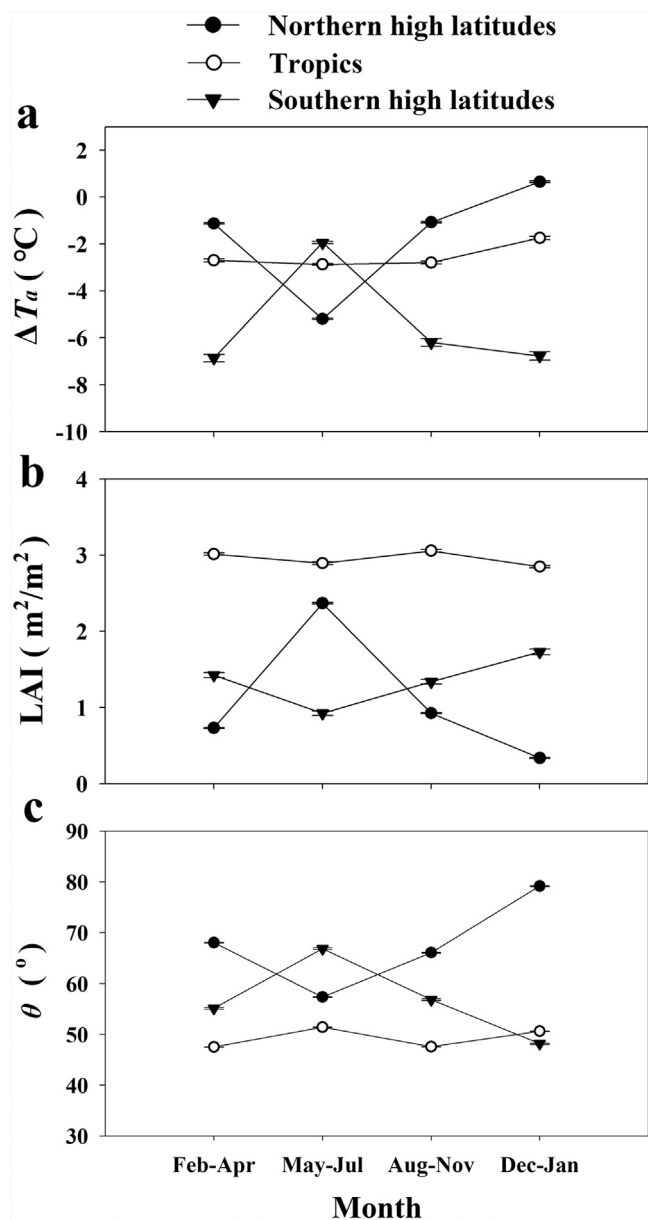 Northern high latitudes
Tropics
Southern high latitudes
a
2
0
-2
-4
-6
-8
-10
ΔTa ( ℃ )
b
4
3
2
1
0
LAI ( m²/m² )
c
90
80
70
60
50
40
30
θ ( º )
Feb-Apr May-Jul Aug-Nov Dec-Jan
Month